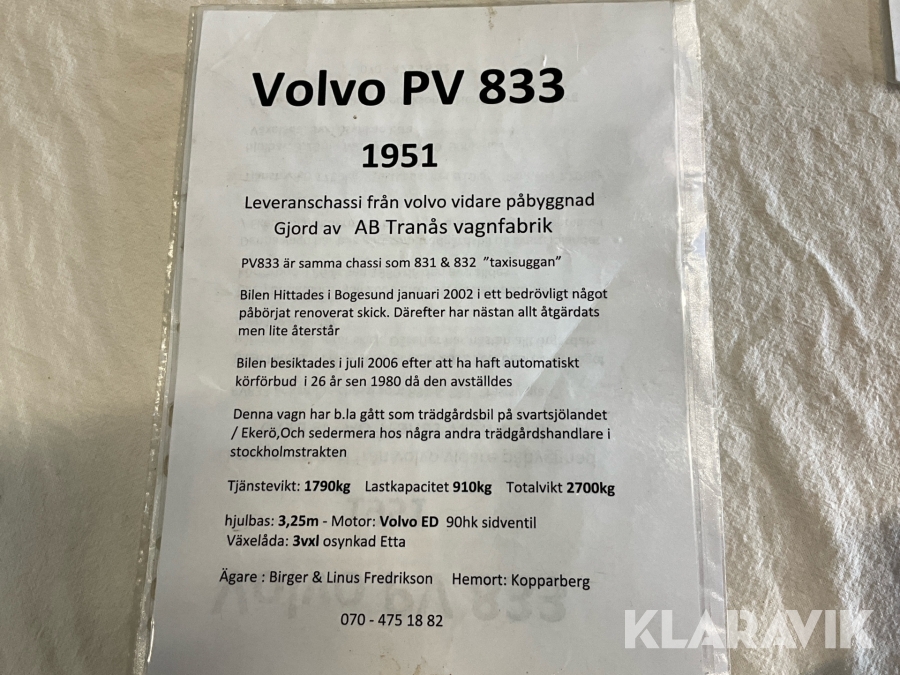 Volvo PV 833
1951
Leveranschassi från volvo vidare påbyggnad
Gjord av AB Tranås vagnfabrik
PV833 är samma chassi som 831 & 832 ”taxisuggan”
Bilen Hittades i Bogesund januari 2002 i ett bedrövligt något
påbörjat renoverat skick. Därefter har nästan allt åtgärdats
men lite återstår
Bilen besiktades i juli 2006 efter att ha haft automatiskt
körförbud i 26 år sen 1980 då den avställdes
Denna vagn har b.la gått som trädgårdsbil på svartsjölandet
/ Ekerö,Och sedermera hos några andra trädgårdshandlare i
stockholmstrakten
Tjänstevikt: 1790kg Lastkapacitet 910kg Totalvikt 2700kg
hjulbas: 3,25m - Motor: Volvo ED 90hk sidventil
Växelåda: 3vxl osynkad Etta
Ägare : Birger & Linus Fredrikson Hemort: Kopparberg
070 - 475 18 82
KLARAVIK